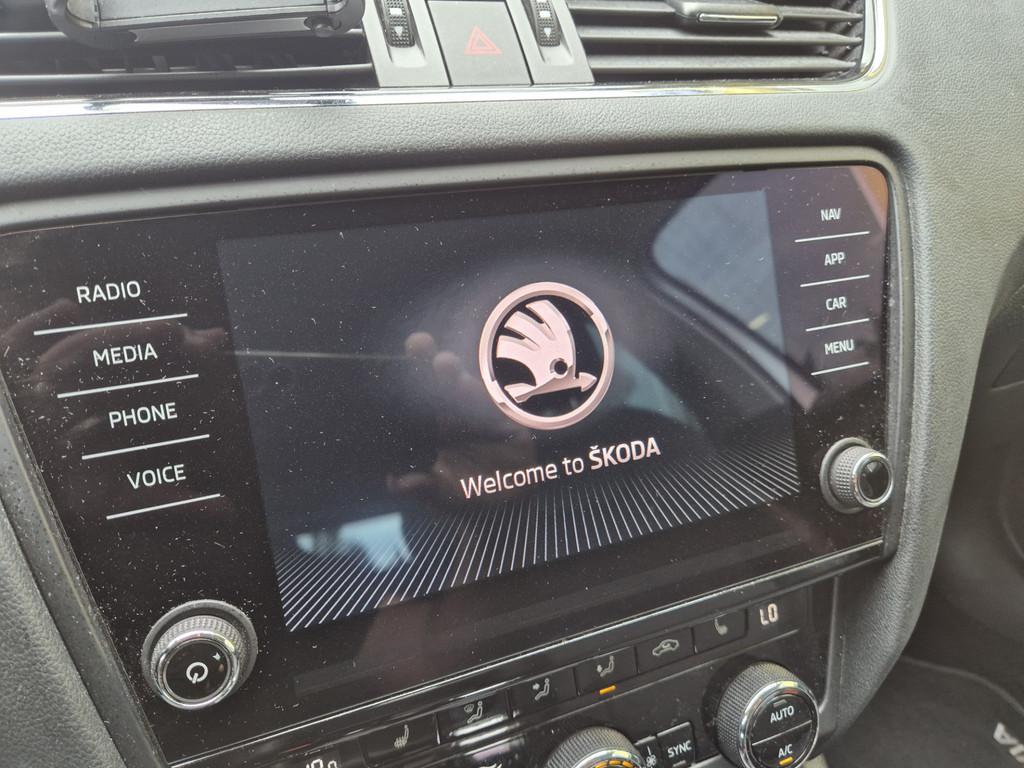 RADIO
MEDIA
PHONE
VOICE
Welcome to ŠKODA
NAV
APP
CAR
MENU
LO
AUTO
A/C
SYNC